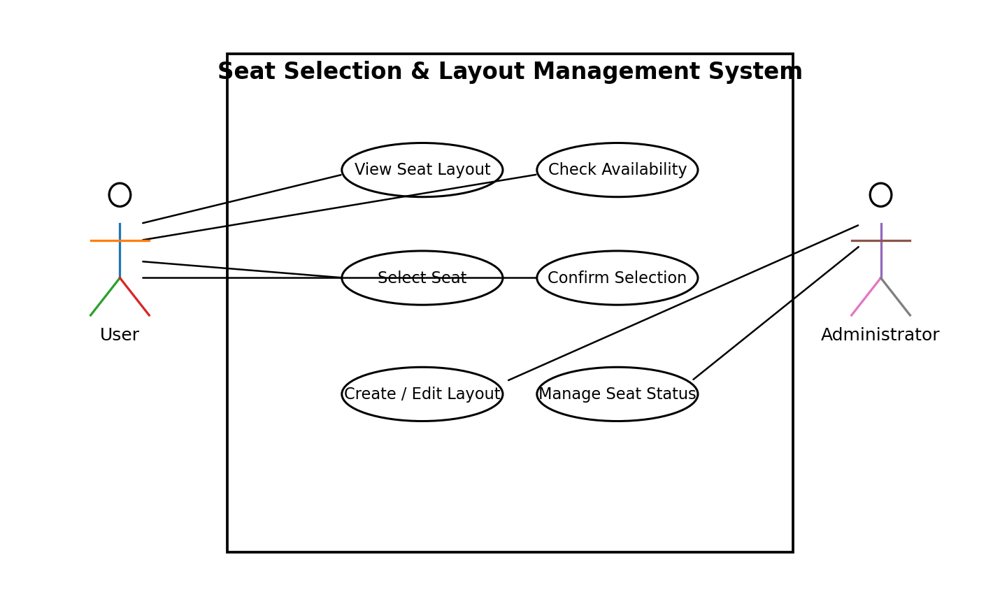 Seat Selection & Layout Management System
View Seat Layout
Check Availability
Select Seat
Confirm Selection
User
Administrator
Create / Edit Layout
Manage Seat Status